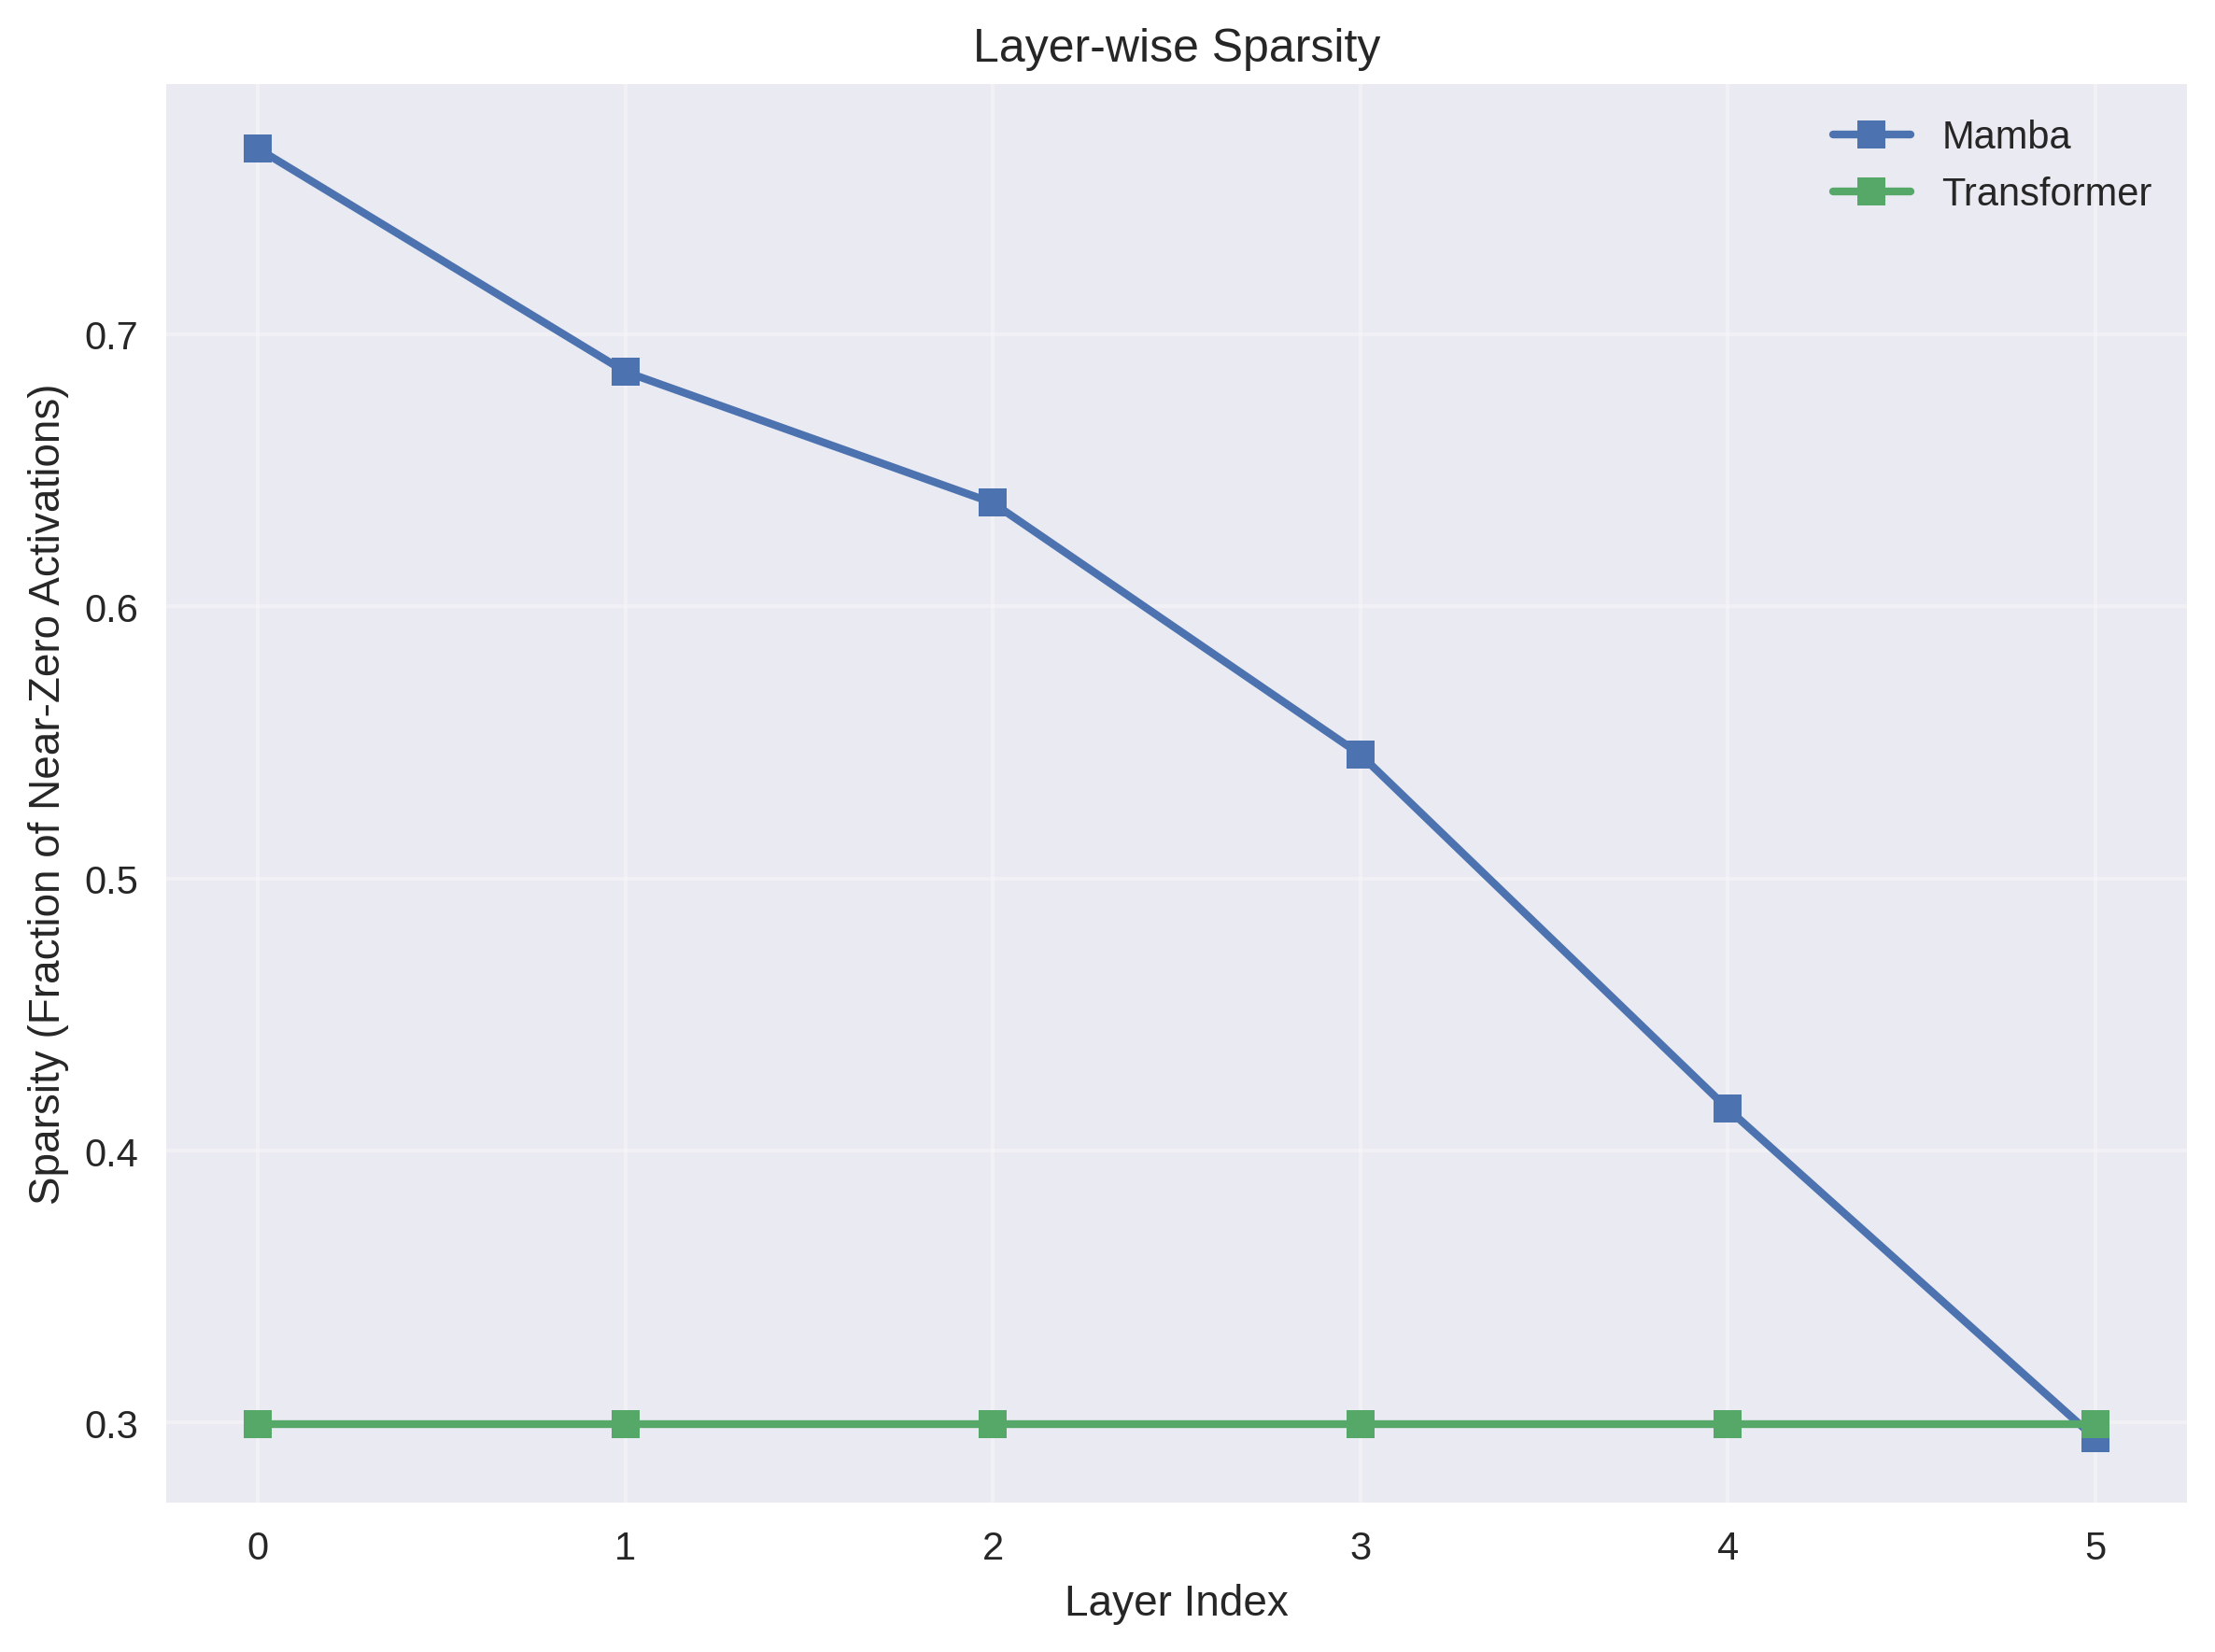 Layer-wise Sparsity
Mamba
Transformer
Sparsity (Fraction of Near-Zero Activations)
0.7
0.6
0.5
0.4
0.3
0 1 2 3 4 5
Layer Index